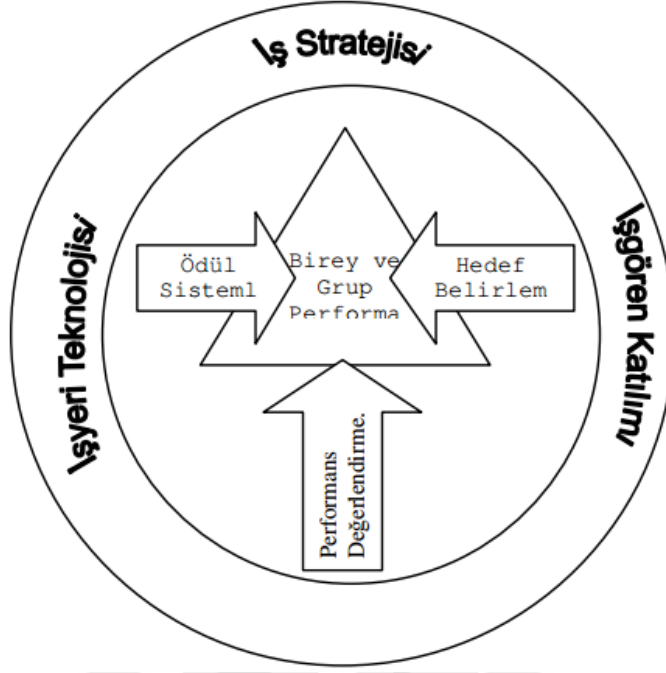 İş Stratejisi
İşyeri Teknolojisi
İşgören Katılımı
Ödül
Sisteml
Birey ve
Grup
Performa
Hedef
Belirlem
Performans
Değerlendirme.